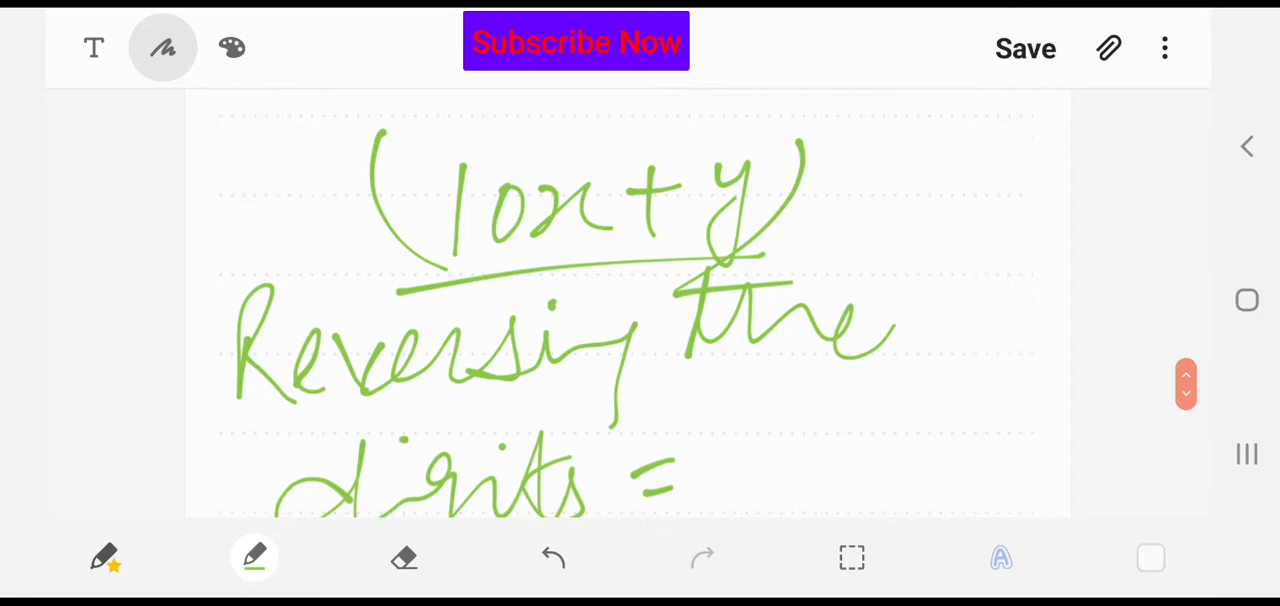 Subscribe Now
T Save
(10x + y)
Reversing the
digits =
A